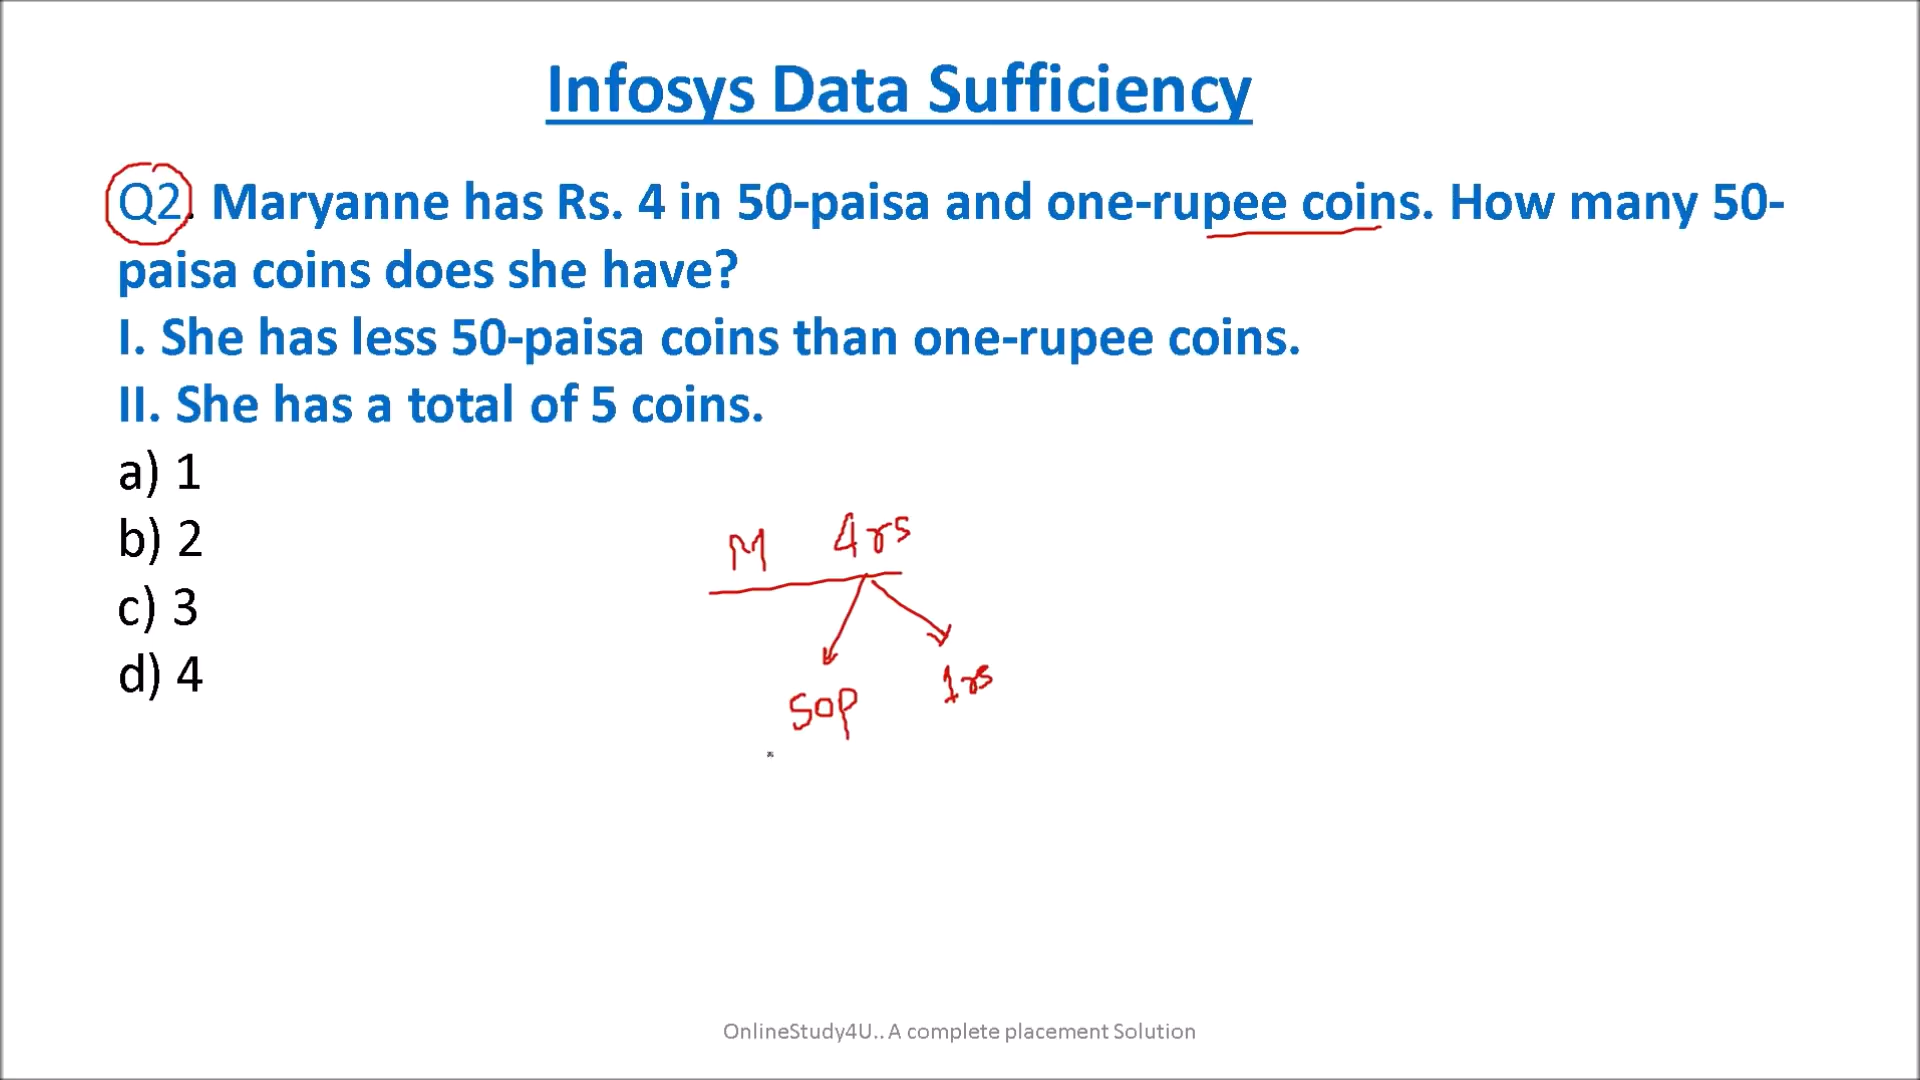 Infosys Data Sufficiency
Q2. Maryanne has Rs. 4 in 50-paisa and one-rupee coins. How many 50-
paisa coins does she have?
I. She has less 50-paisa coins than one-rupee coins.
II. She has a total of 5 coins.
a) 1
b) 2
c) 3
d) 4
M 4rs
50P 1rs
OnlineStudy4U.. A complete placement Solution